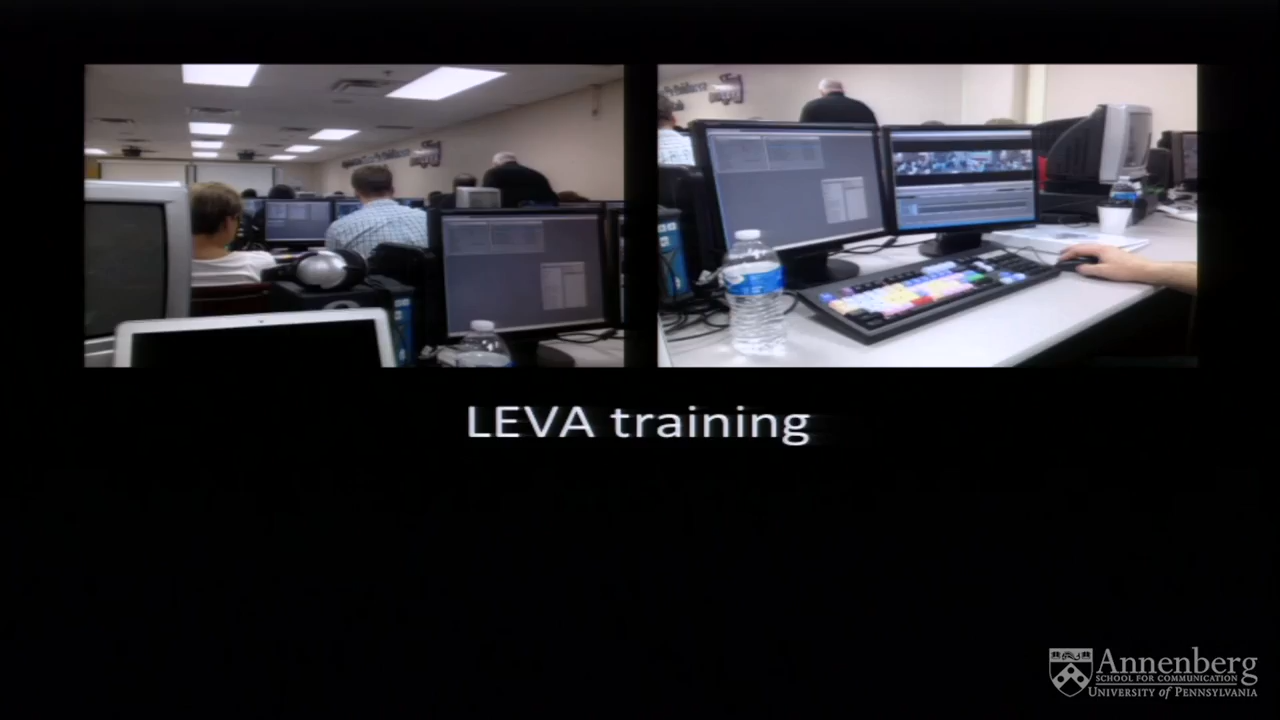 LEVA training
Annenberg
SCHOOL FOR COMMUNICATION
UNIVERSITY of PENNSYLVANIA